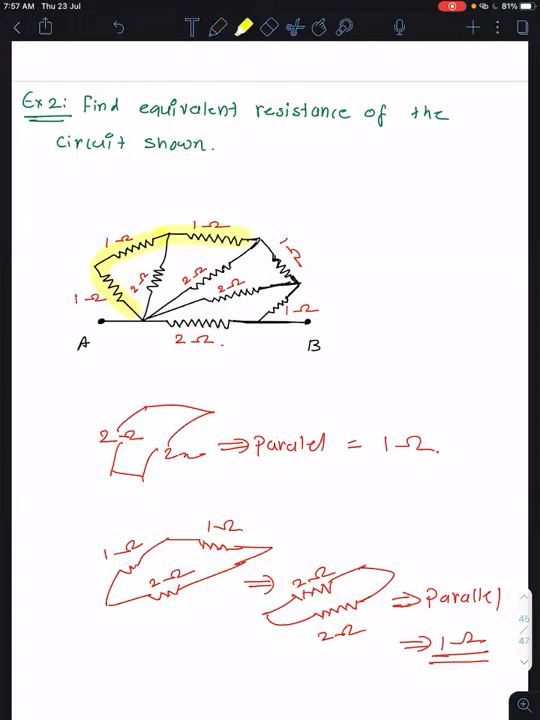 7:57 AM Thu 23 Jul
81%
Ex 2: Find equivalent resistance of the
circuit shown.
1Ω 1Ω
1Ω 2Ω 2Ω 1Ω
2Ω 1Ω
A 2Ω. B
2Ω 2Ω ⇒ Parallel = 1Ω.
1Ω 1Ω
2Ω ⇒ 2Ω
2Ω
⇒ Parallel
⇒ 1Ω
45
/
47